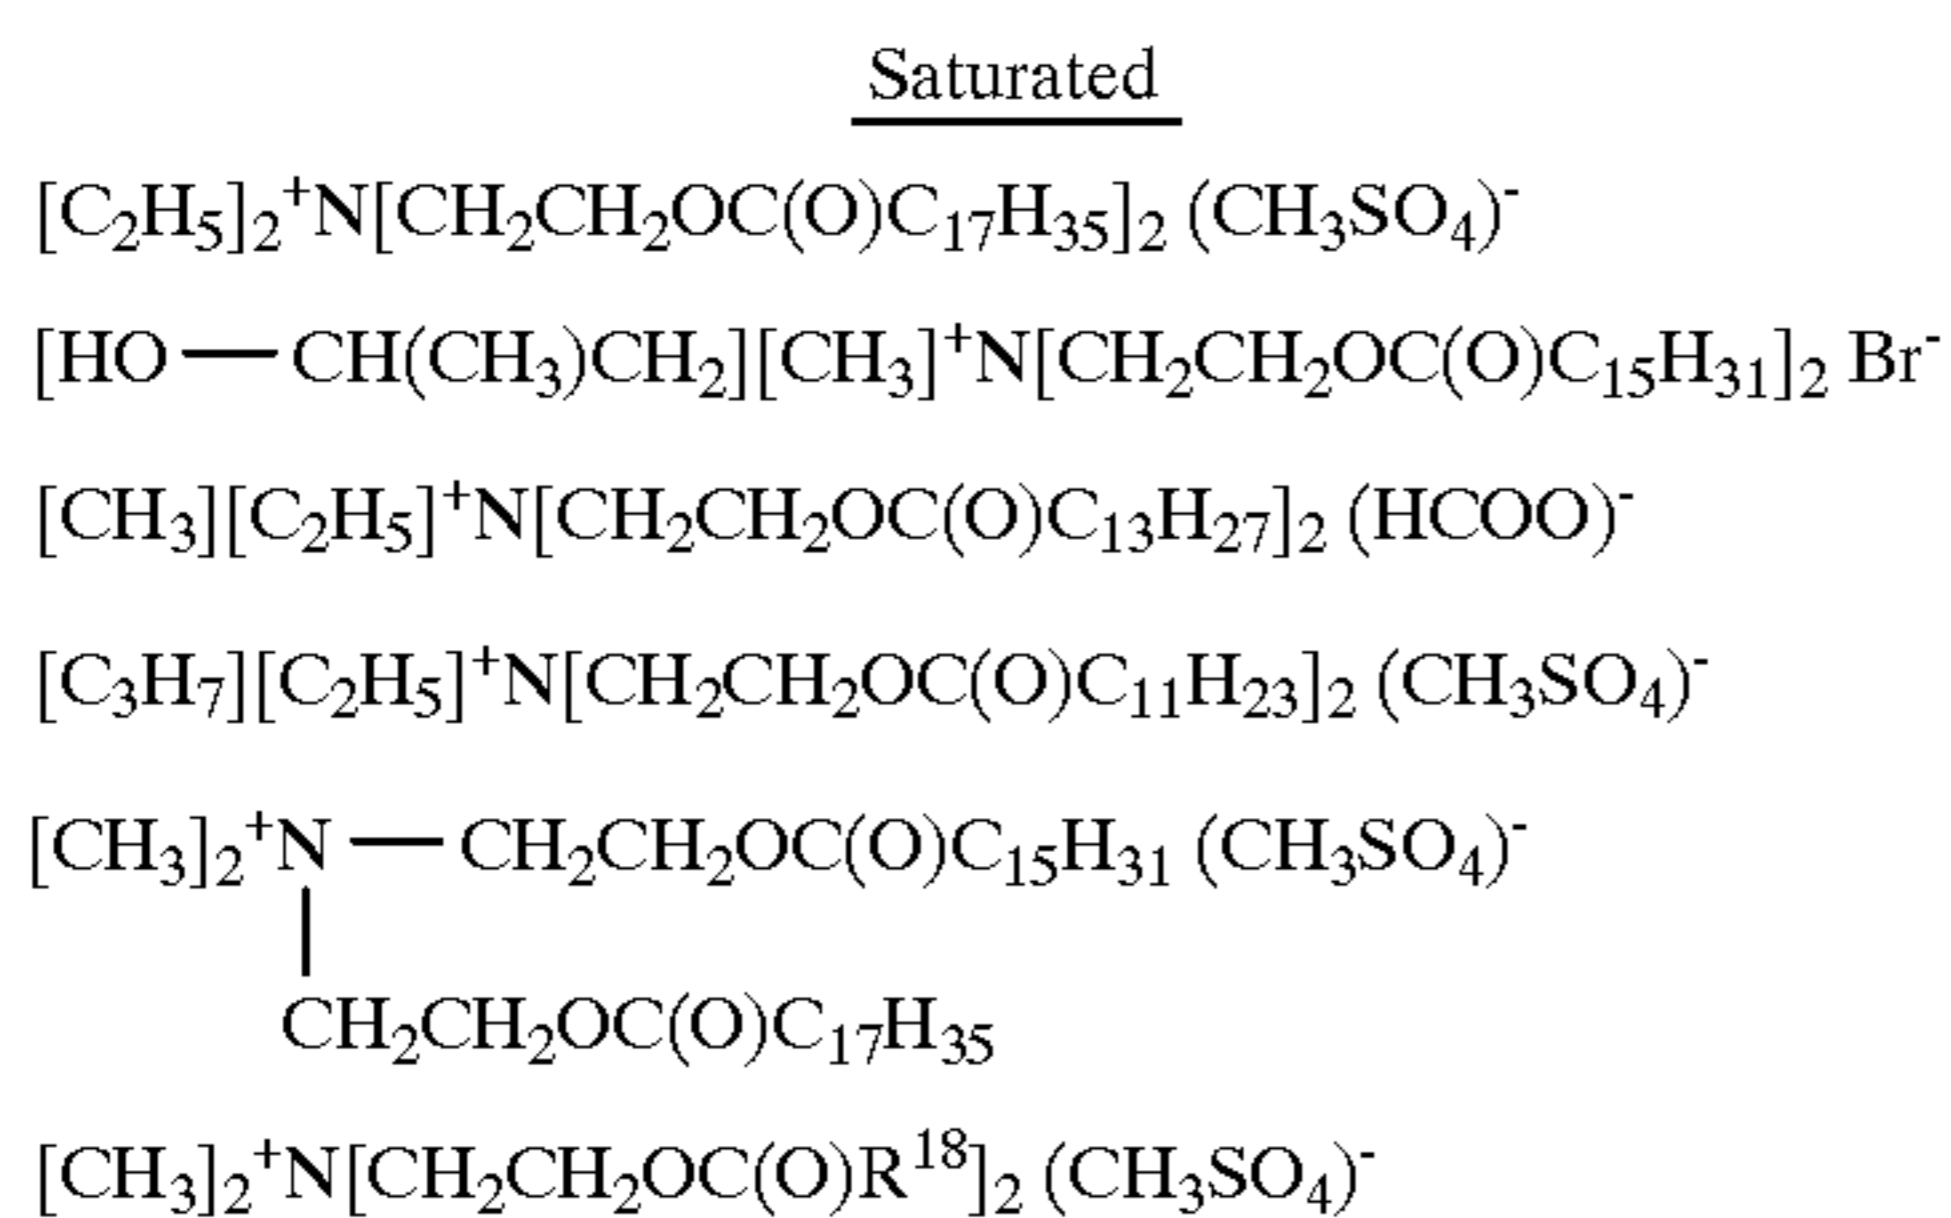 Saturated
[C₂H₅]₂⁺N[CH₂CH₂OC(O)C₁₇H₃₅]₂ (CH₃SO₄)⁻
[HO—CH(CH₃)CH₂][CH₃]⁺N[CH₂CH₂OC(O)C₁₅H₃₁]₂ Br⁻
[CH₃][C₂H₅]⁺N[CH₂CH₂OC(O)C₁₃H₂₇]₂ (HCOO)⁻
[C₃H₇][C₂H₅]⁺N[CH₂CH₂OC(O)C₁₁H₂₃]₂ (CH₃SO₄)⁻
[CH₃]₂⁺N—CH₂CH₂OC(O)C₁₅H₃₁ (CH₃SO₄)⁻
CH₂CH₂OC(O)C₁₇H₃₅
[CH₃]₂⁺N[CH₂CH₂OC(O)R¹⁸]₂ (CH₃SO₄)⁻